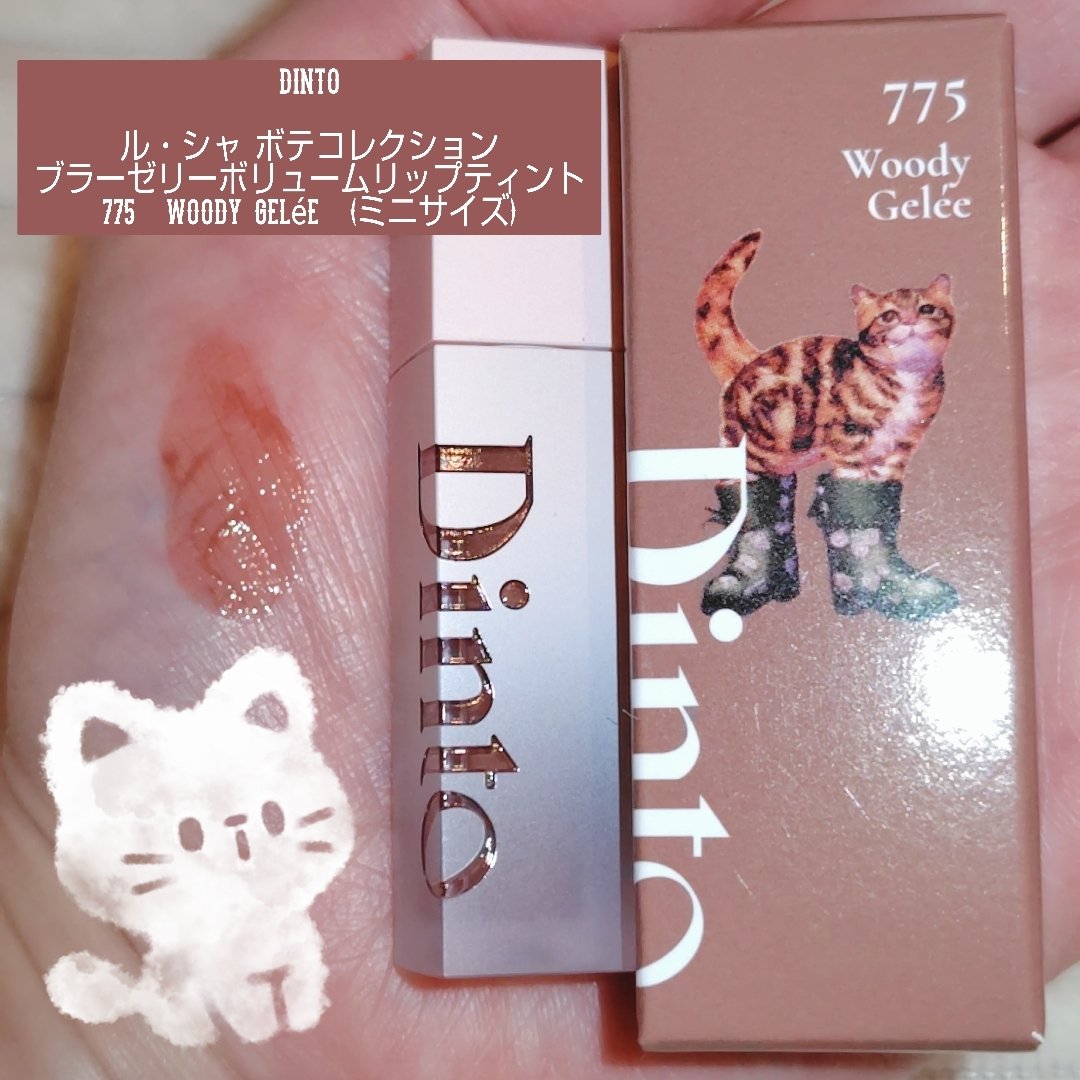 DINTO
ル・シャ ボテコレクション
ブラーゼリーボリュームリップティント
775 WOODY GELéE (ミニサイズ)
775
Woody
Gelée
Dinto
Dinto